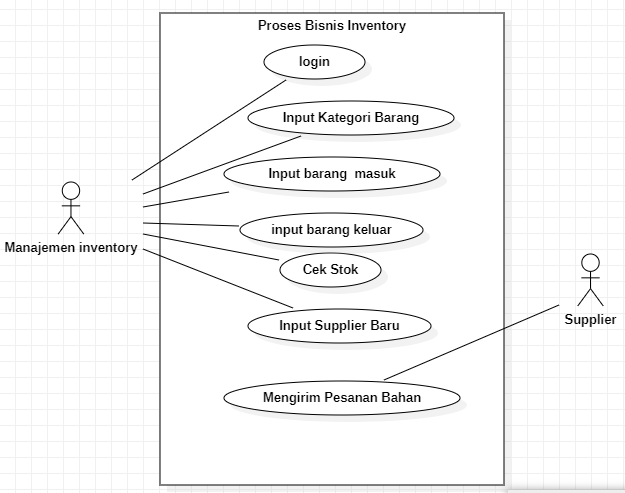 Proses Bisnis Inventory
login
Input Kategori Barang
Input barang masuk
input barang keluar
Manajemen inventory
Cek Stok
Supplier
Input Supplier Baru
Mengirim Pesanan Bahan